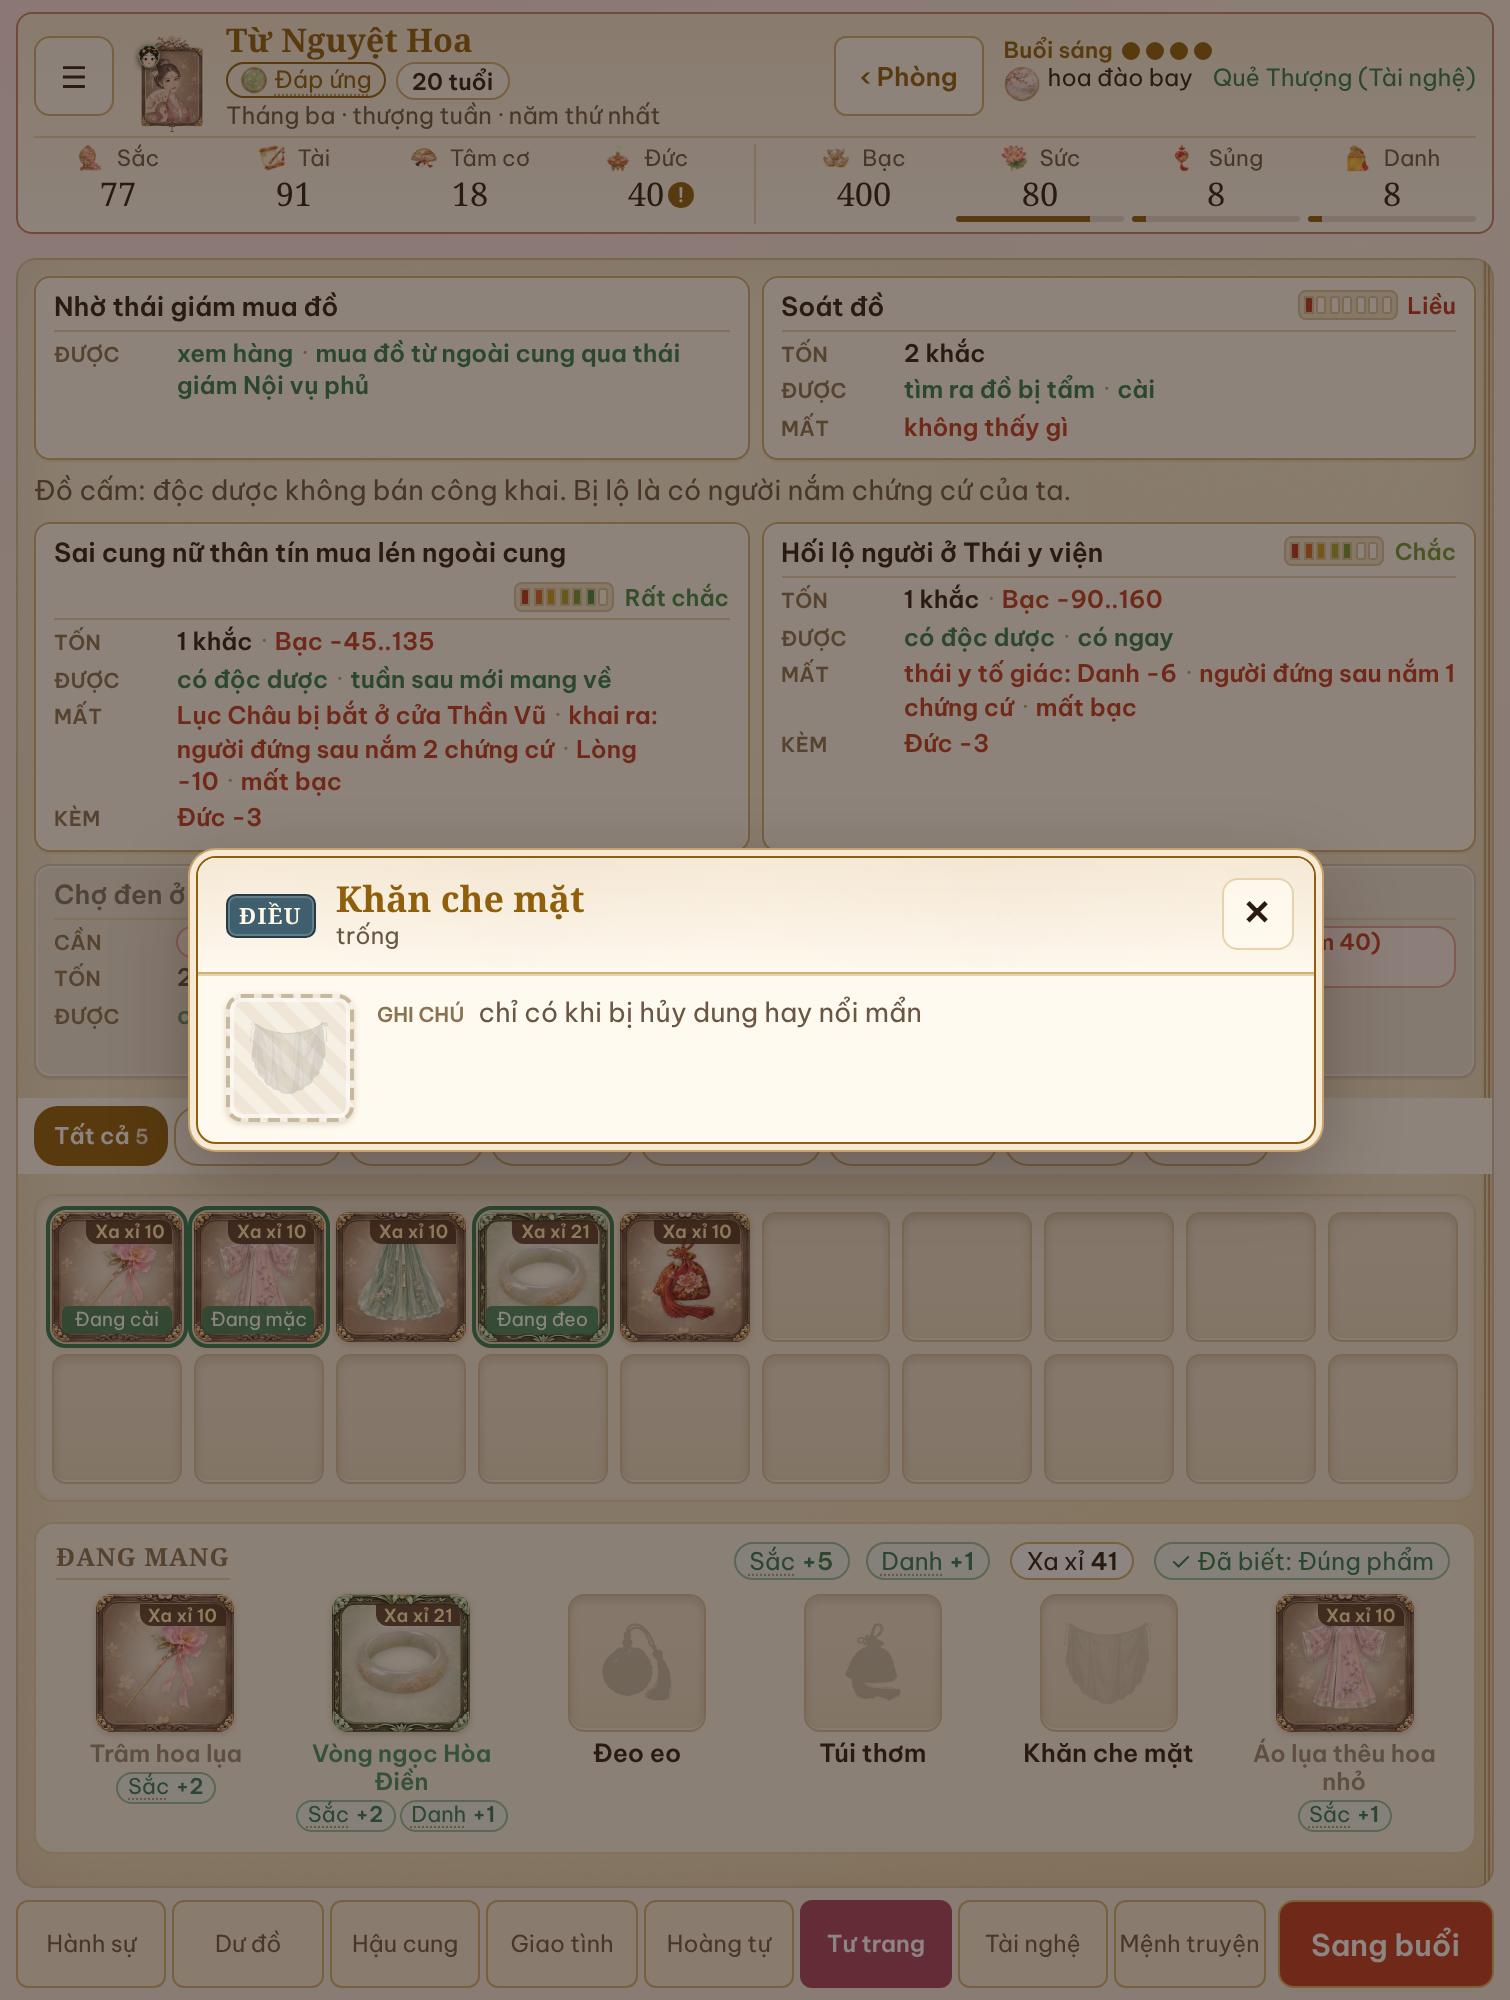 ☰
Từ Nguyệt Hoa
Đáp ứng
20 tuổi
Tháng ba · thượng tuần · năm thứ nhất
‹ Phòng
Buổi sáng
hoa đào bay
Quẻ Thượng (Tài nghệ)
Sắc
Tài
Tâm cơ
Đức
Bạc
Sức
Sủng
Danh
77
91
18
40 !
400
80
8
8
Nhờ thái giám mua đồ
ĐƯỢC xem hàng · mua đồ từ ngoài cung qua thái
giám Nội vụ phủ
Soát đồ
Liều
TỐN 2 khắc
ĐƯỢC tìm ra đồ bị tẩm · cài
MẤT không thấy gì
Đồ cấm: độc dược không bán công khai. Bị lộ là có người nắm chứng cứ của ta.
Sai cung nữ thân tín mua lén ngoài cung
Rất chắc
TỐN 1 khắc · Bạc -45..135
ĐƯỢC có độc dược · tuần sau mới mang về
MẤT Lục Châu bị bắt ở cửa Thần Vũ · khai ra:
người đứng sau nắm 2 chứng cứ · Lòng
-10 · mất bạc
KÈM Đức -3
Hối lộ người ở Thái y viện
Chắc
TỐN 1 khắc · Bạc -90..160
ĐƯỢC có độc dược · có ngay
MẤT thái y tố giác: Danh -6 · người đứng sau nắm 1
chứng cứ · mất bạc
KÈM Đức -3
Chợ đen ở
CẦN
TỐN 2
ĐƯỢC
40)
ĐIỀU
Khăn che mặt
trống
✕
GHI CHÚ chỉ có khi bị hủy dung hay nổi mẩn
Tất cả 5
Xa xỉ 10
Xa xỉ 10
Xa xỉ 10
Xa xỉ 21
Xa xỉ 10
Đang cài
Đang mặc
Đang đeo
ĐANG MANG
Sắc +5
Danh +1
Xa xỉ 41
✓ Đã biết: Đúng phẩm
Xa xỉ 10
Xa xỉ 21
Xa xỉ 10
Trâm hoa lụa
Sắc +2
Vòng ngọc Hòa
Điền
Sắc +2
Danh +1
Đeo eo
Túi thơm
Khăn che mặt
Áo lụa thêu hoa
nhỏ
Sắc +1
Hành sự
Dư đồ
Hậu cung
Giao tình
Hoàng tự
Tư trang
Tài nghệ
Mệnh truyện
Sang buổi